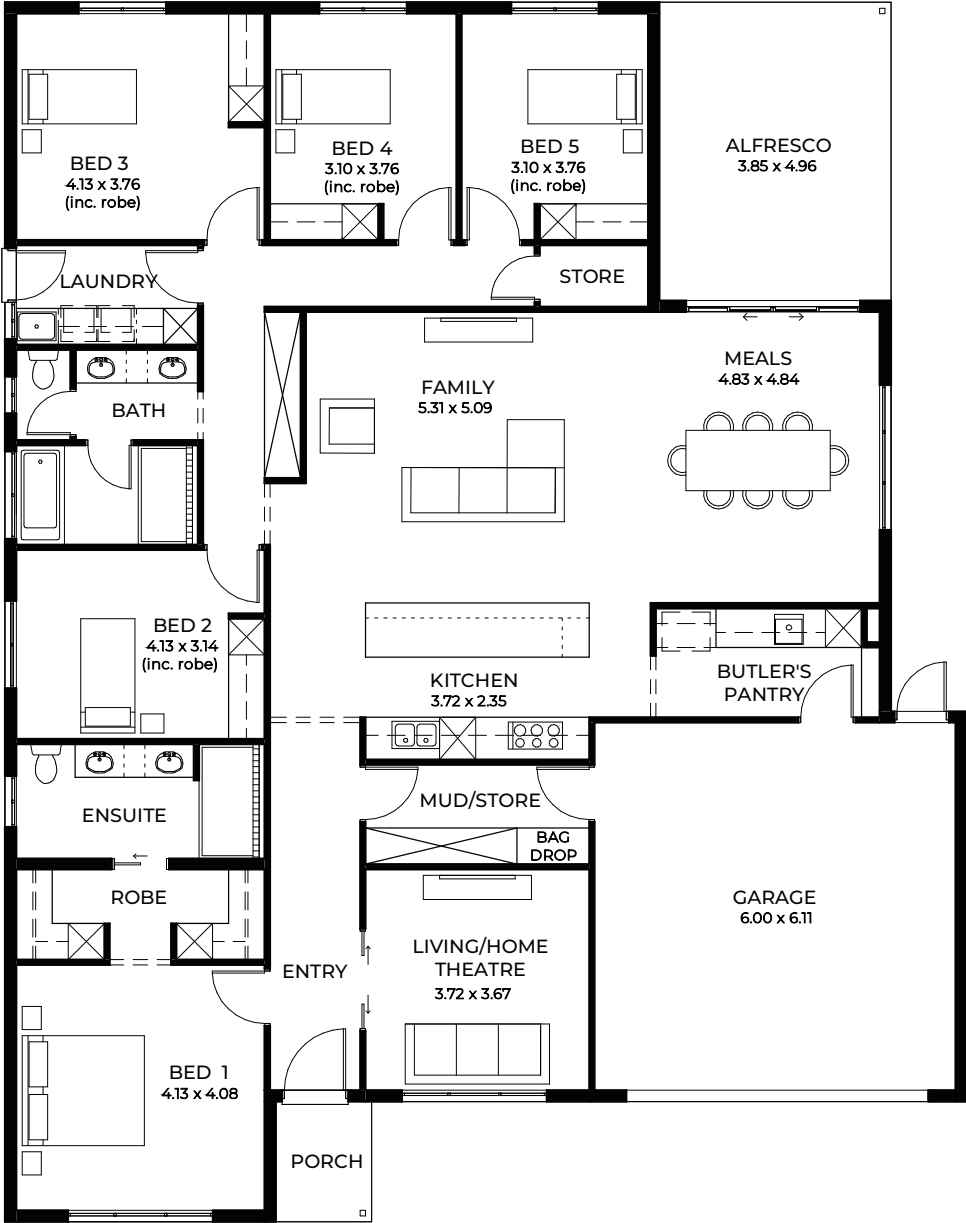 BED 3
4.13 x 3.76
(inc. robe)
BED 4
3.10 x 3.76
(inc. robe)
BED 5
3.10 x 3.76
(inc. robe)
ALFRESCO
3.85 x 4.96
LAUNDRY
STORE
FAMILY
5.31 x 5.09
MEALS
4.83 x 4.84
BATH
BED 2
4.13 x 3.14
(inc. robe)
KITCHEN
3.72 x 2.35
BUTLER'S
PANTRY
ENSUITE
MUD/STORE
BAG
DROP
ROBE
GARAGE
6.00 x 6.11
ENTRY
LIVING/HOME
THEATRE
3.72 x 3.67
BED 1
4.13 x 4.08
PORCH